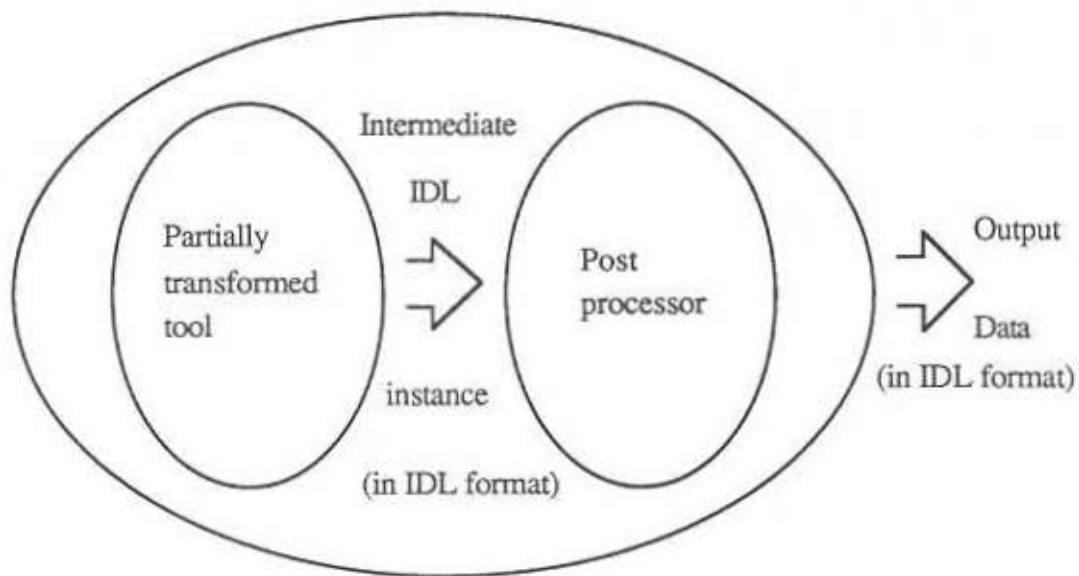 Partially
transformed
tool
Intermediate
IDL
instance
(in IDL format)
Post
processor
Output
Data
(in IDL format)